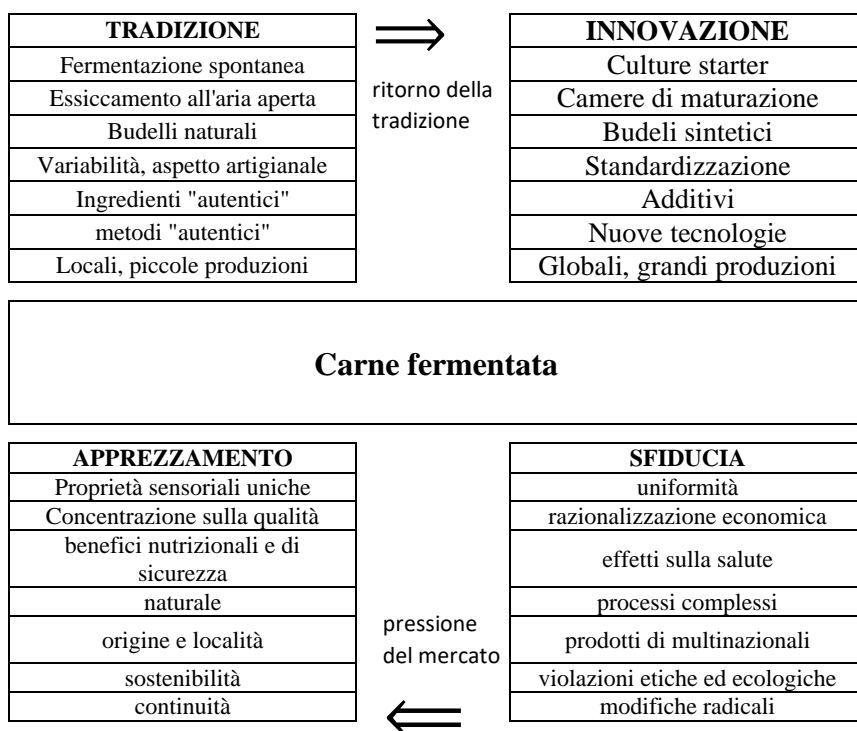 TRADIZIONE
Fermentazione spontanea
Essiccamento all'aria aperta
Budelli naturali
Variabilità, aspetto artigianale
Ingredienti "autentici"
metodi "autentici"
Locali, piccole produzioni
ritorno della
tradizione
INNOVAZIONE
Culture starter
Camere di maturazione
Budeli sintetici
Standardizzazione
Additivi
Nuove tecnologie
Globali, grandi produzioni
Carne fermentata
APPREZZAMENTO
Proprietà sensoriali uniche
Concentrazione sulla qualità
benefici nutrizionali e di
sicurezza
naturale
origine e località
sostenibilità
continuità
pressione
del mercato
SFIDUCIA
uniformità
razionalizzazione economica
effetti sulla salute
processi complessi
prodotti di multinazionali
violazioni etiche ed ecologiche
modifiche radicali